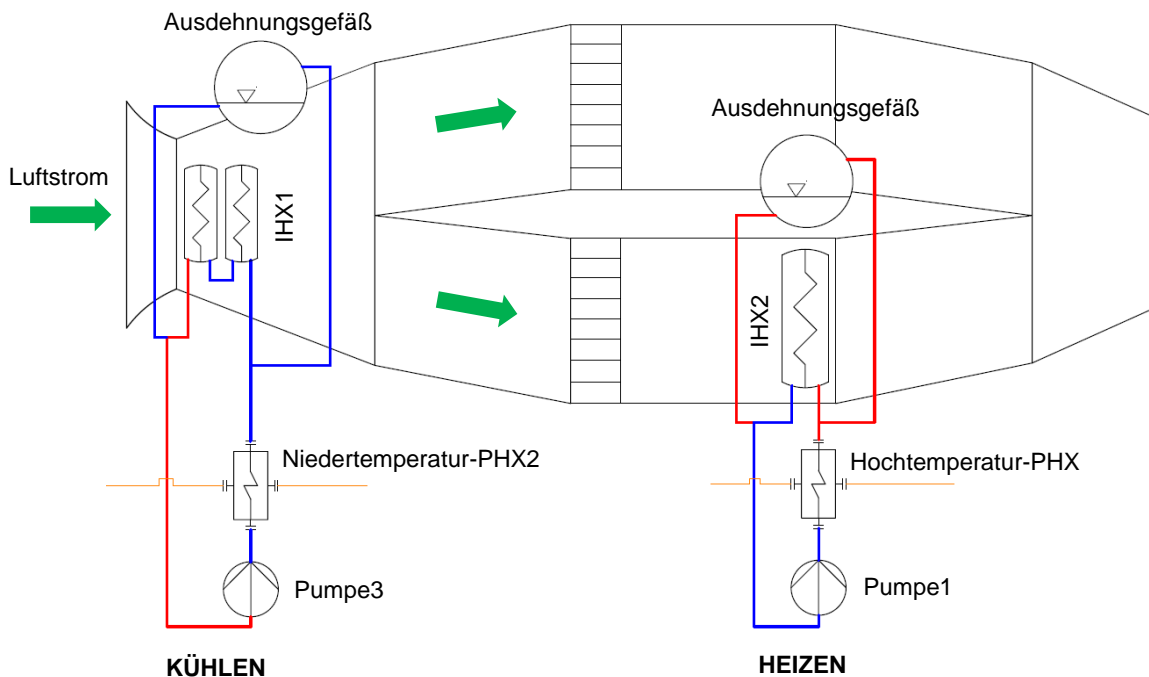 Ausdehnungsgefäß
Ausdehnungsgefäß
Luftstrom
IHX1
IHX2
Niedertemperatur-PHX2
Hochtemperatur-PHX
Pumpe3
Pumpe1
KÜHLEN
HEIZEN